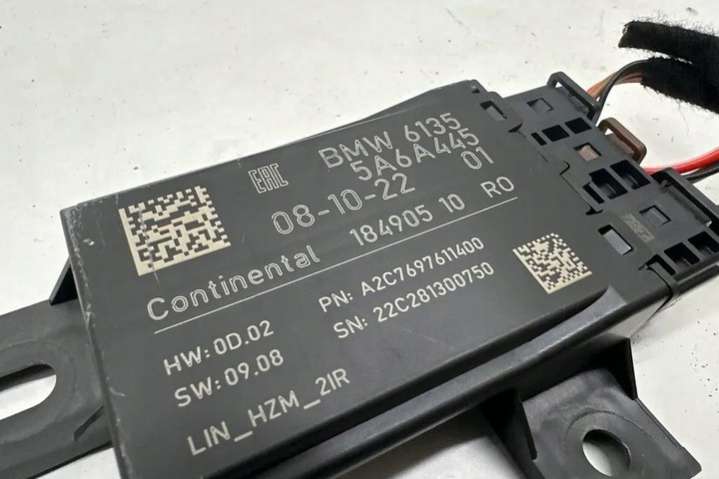 EAC
BMW 6135
5A6A445
08-10-22 01
Continental 184905 10 RO
HW: 0D.02 PN: A2C7697611400
SW: 09.08 SN: 22C281300750
LIN_HZM_2IR